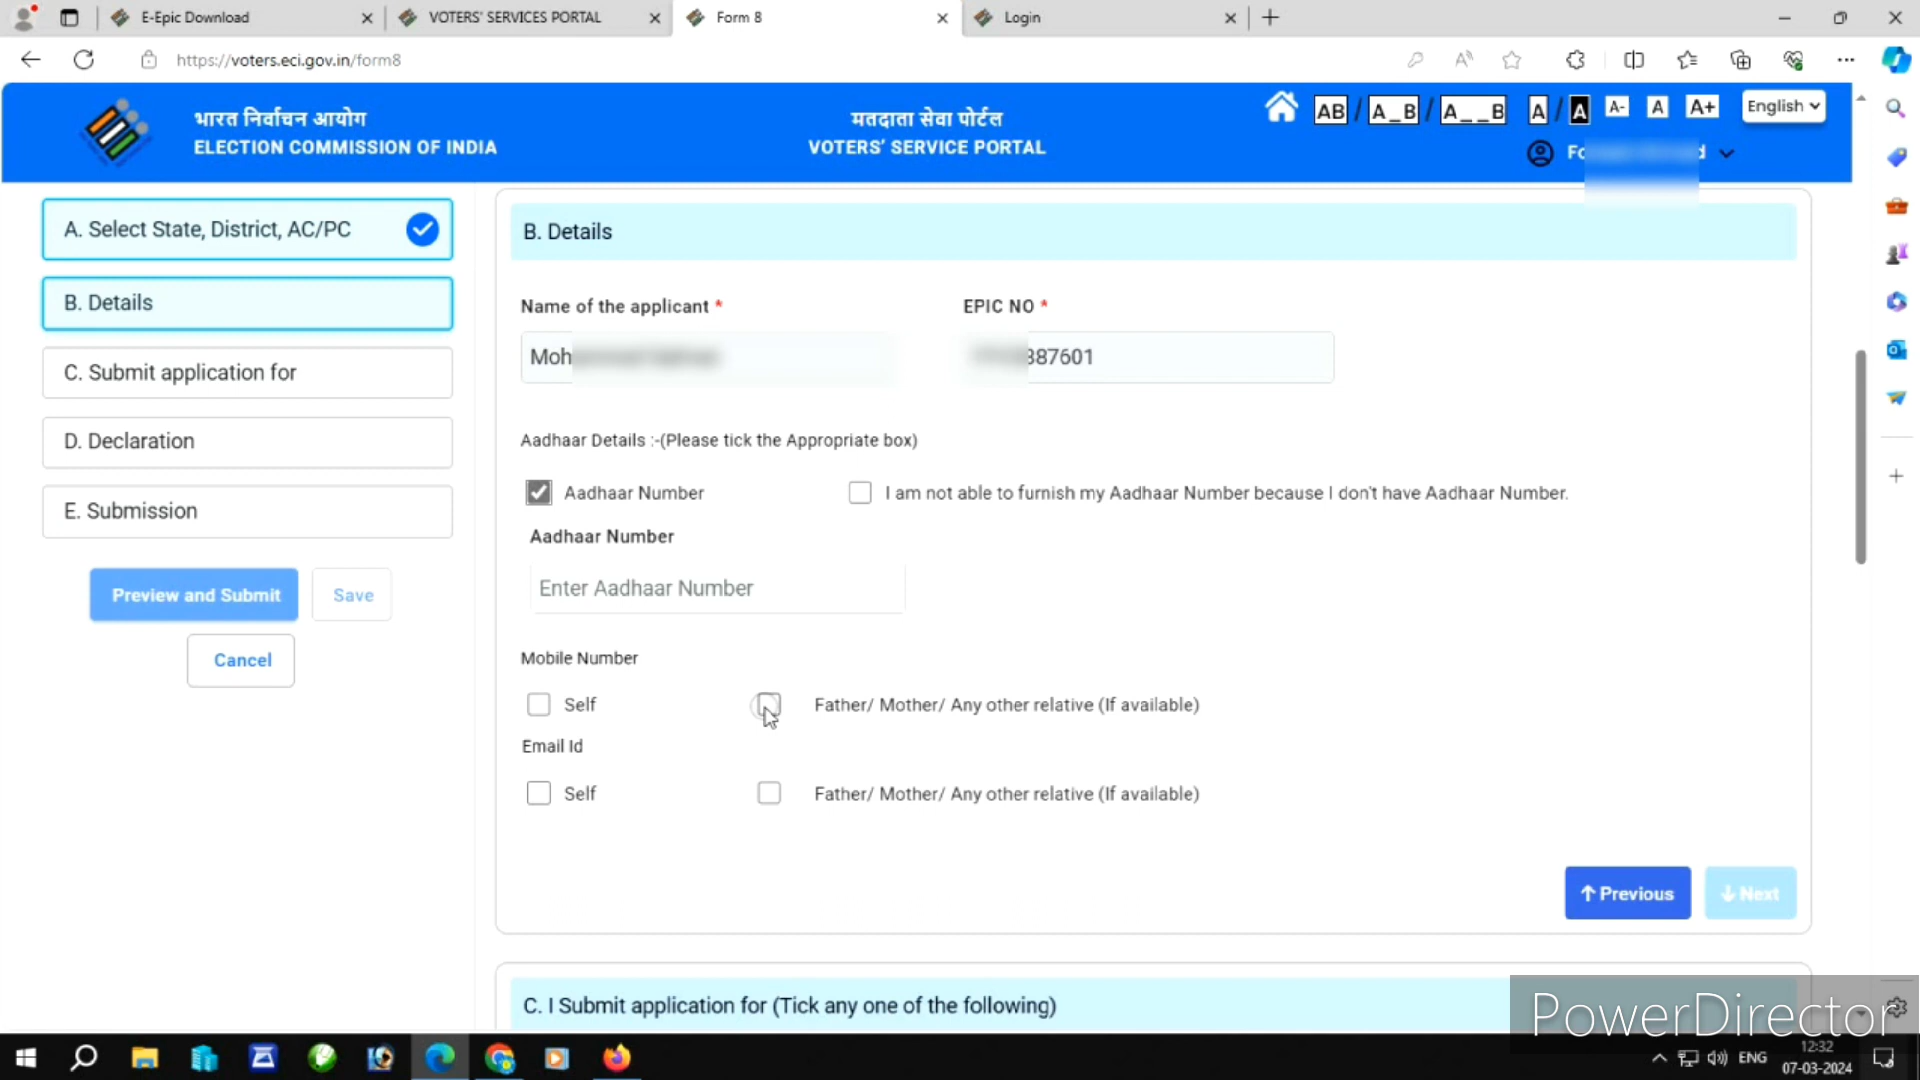 E-Epic Download
VOTERS' SERVICES PORTAL
Form 8
Login
https://voters.eci.gov.in/form8
भारत निर्वाचन आयोग
ELECTION COMMISSION OF INDIA
मतदाता सेवा पोर्टल
VOTERS' SERVICE PORTAL
AB / A_B / A__B A / A A- A A+ English
A. Select State, District, AC/PC
B. Details
C. Submit application for
D. Declaration
E. Submission
Preview and Submit
Save
Cancel
B. Details
Name of the applicant *
EPIC NO *
Moh
387601
Aadhaar Details :-(Please tick the Appropriate box)
Aadhaar Number
I am not able to furnish my Aadhaar Number because I don't have Aadhaar Number.
Aadhaar Number
Enter Aadhaar Number
Mobile Number
Self
Father/ Mother/ Any other relative (If available)
Email Id
Self
Father/ Mother/ Any other relative (If available)
↑ Previous
↓ Next
C. I Submit application for (Tick any one of the following)
PowerDirector
ENG
12:32
07-03-2024